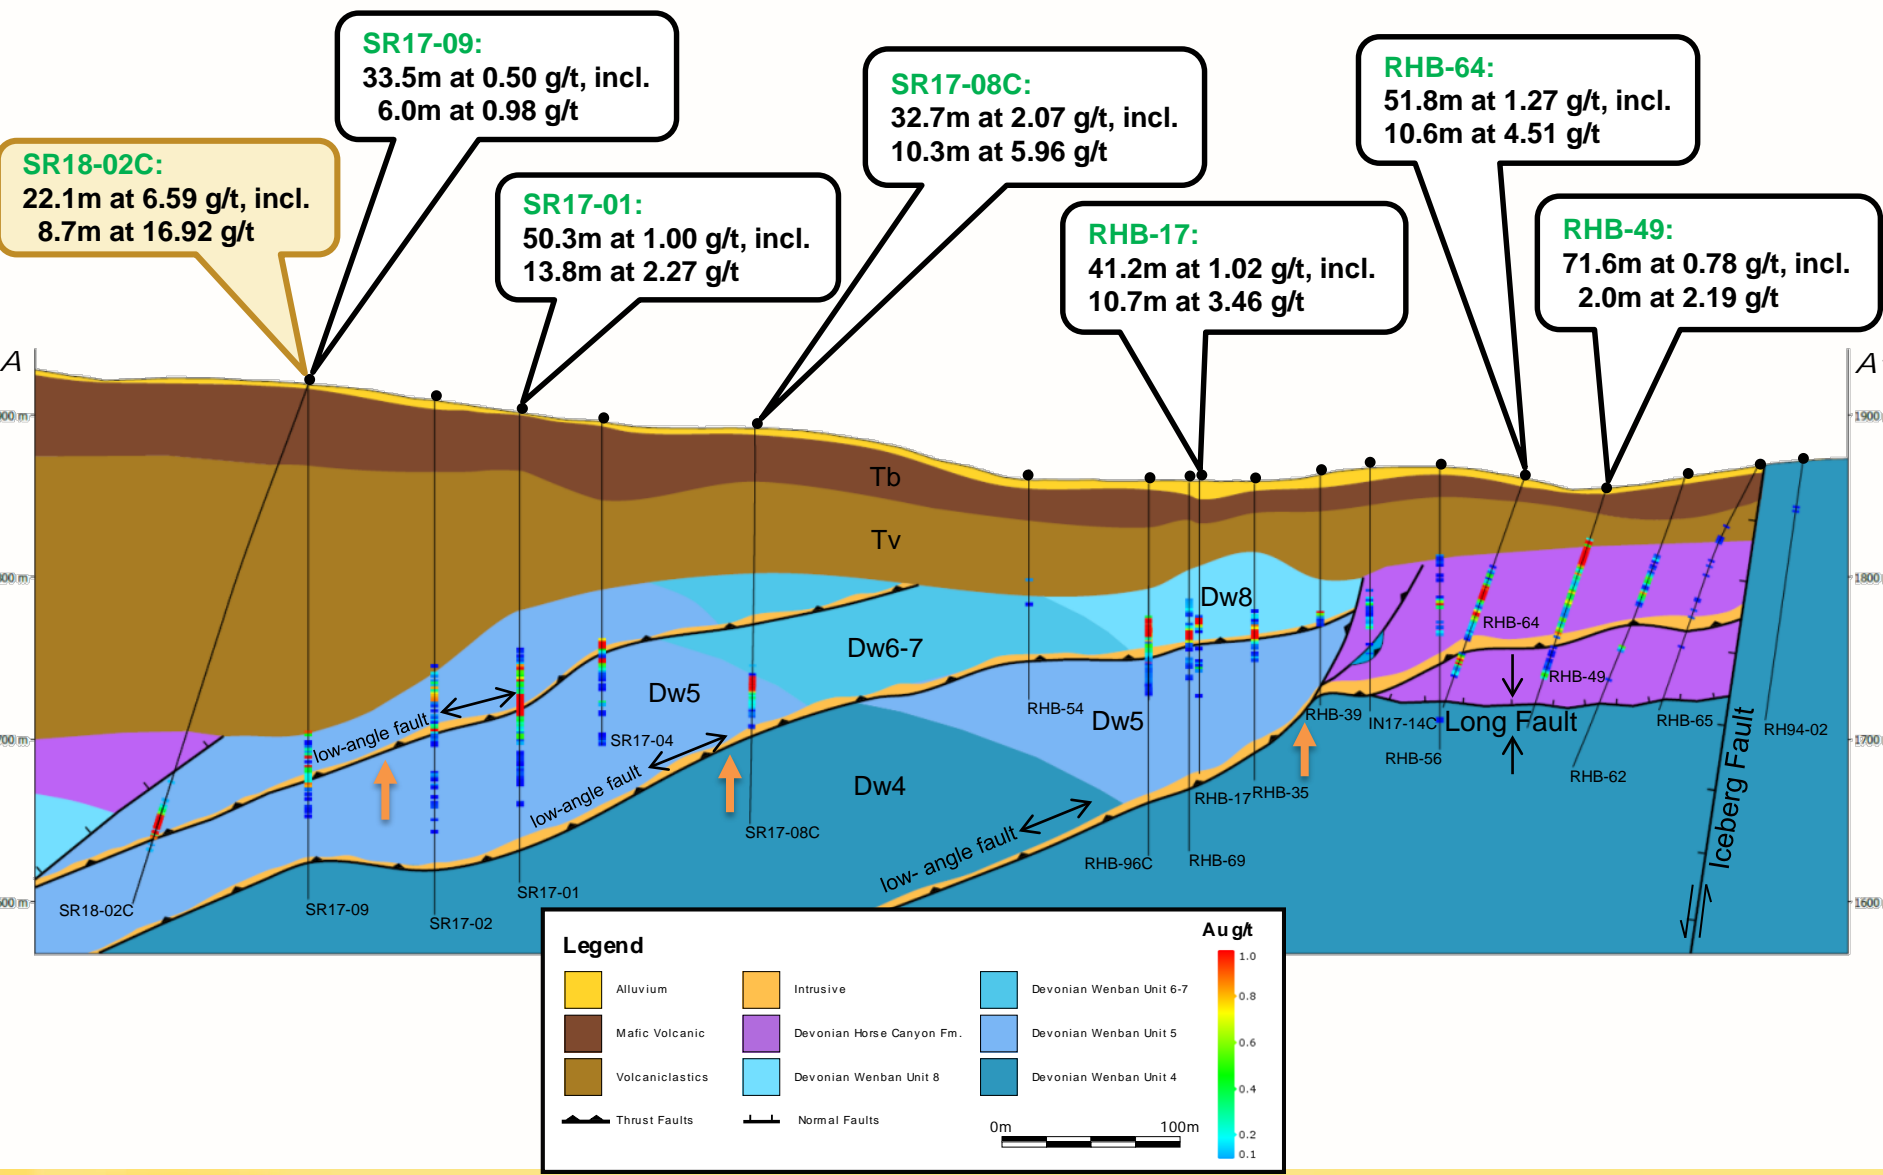 SR17-09:
33.5m at 0.50 g/t, incl.
6.0m at 0.98 g/t
RHB-64:
51.8m at 1.27 g/t, incl.
10.6m at 4.51 g/t
SR17-08C:
32.7m at 2.07 g/t, incl.
10.3m at 5.96 g/t
SR18-02C:
22.1m at 6.59 g/t, incl.
8.7m at 16.92 g/t
SR17-01:
50.3m at 1.00 g/t, incl.
13.8m at 2.27 g/t
RHB-17:
41.2m at 1.02 g/t, incl.
10.7m at 3.46 g/t
RHB-49:
71.6m at 0.78 g/t, incl.
2.0m at 2.19 g/t
A
A'
1900
Tb
Tv
1800
Dw8
RHB-64
Dw6-7
RHB-49
Dw5
RHB-54
Dw5
RHB-39
IN17-14C
Long Fault
RHB-65
RH94-02
low-angle fault
SR17-04
1700
RHB-56
RHB-62
Iceberg Fault
low-angle fault
Dw4
RHB-17
RHB-35
SR17-08C
low- angle fault
RHB-96C
RHB-69
SR18-02C
SR17-09
SR17-02
SR17-01
1600
Legend
Au g/t
Alluvium
Intrusive
Devonian Wenban Unit 6-7
Mafic Volcanic
Devonian Horse Canyon Fm.
Devonian Wenban Unit 5
Volcaniclastics
Devonian Wenban Unit 8
Devonian Wenban Unit 4
Thrust Faults
Normal Faults
0m
100m
1.0
0.8
0.6
0.4
0.2
0.1